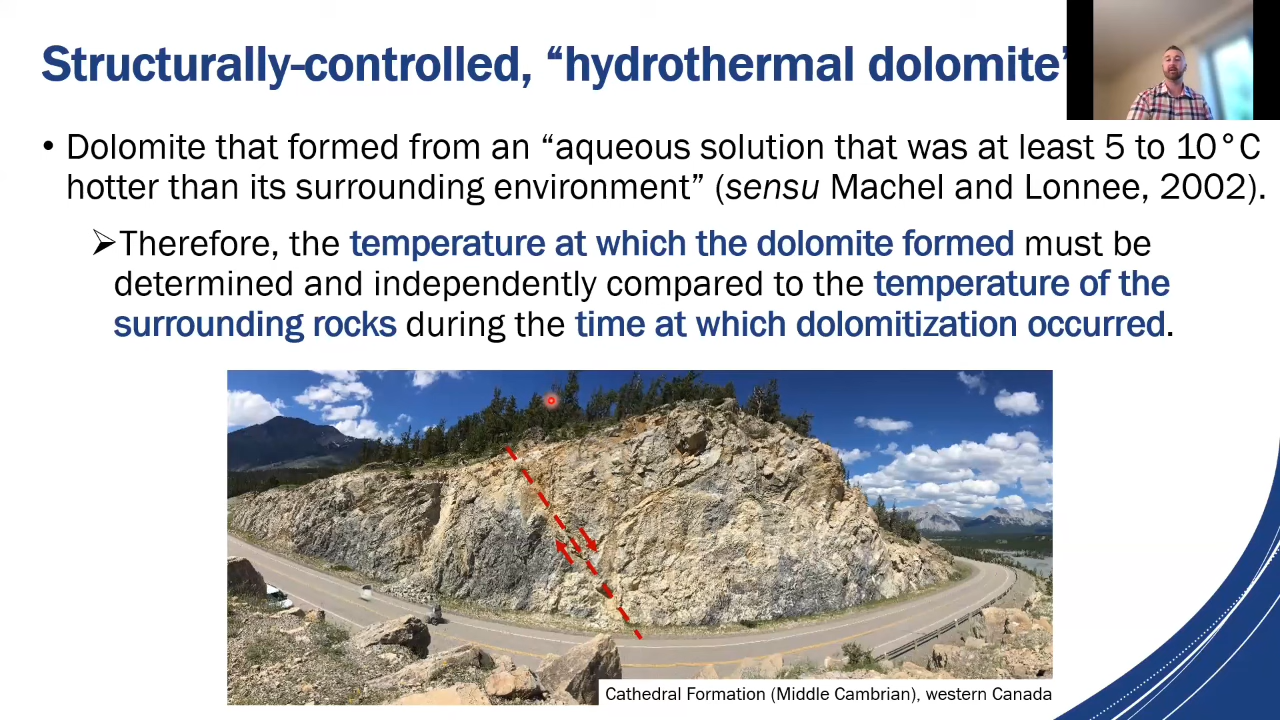 Structurally-controlled, “hydrothermal dolomite”
• Dolomite that formed from an “aqueous solution that was at least 5 to 10°C
hotter than its surrounding environment” (sensu Machel and Lonnee, 2002).
➢Therefore, the temperature at which the dolomite formed must be
determined and independently compared to the temperature of the
surrounding rocks during the time at which dolomitization occurred.
Cathedral Formation (Middle Cambrian), western Canada